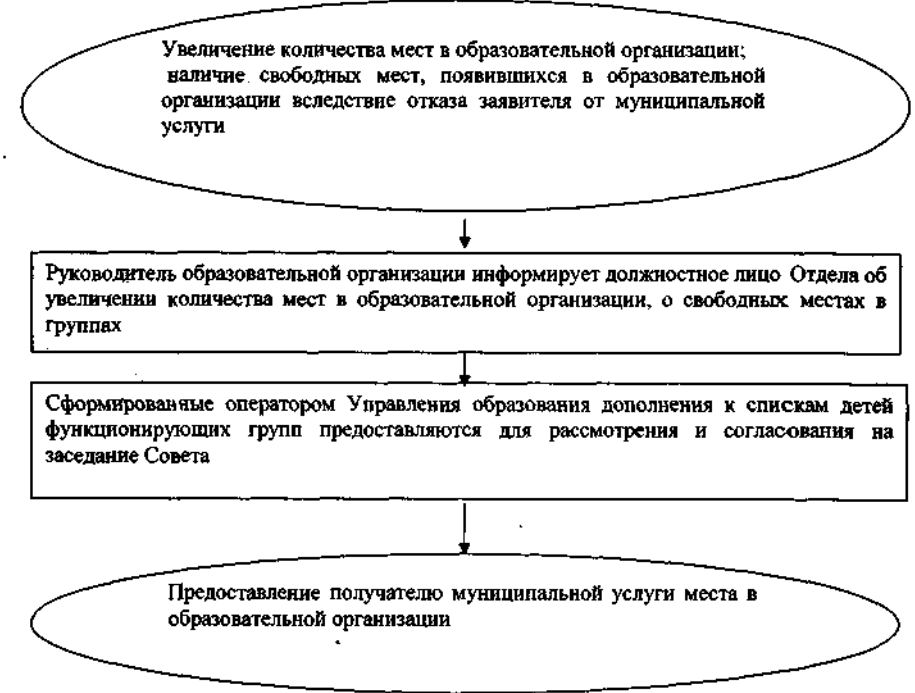 Увеличение количества мест в образовательной организации;
наличие свободных мест, появившихся в образовательной
организации вследствие отказа заявителя от муниципальной
услуги
Руководитель образовательной организации информирует должностное лицо Отдела об
увеличении количества мест в образовательной организации, о свободных местах в
группах
Сформированные оператором Управления образования дополнения к спискам детей
функционирующих групп предоставляются для рассмотрения и согласования на
заседание Совета
Предоставление получателю муниципальной услуги места в
образовательной организации